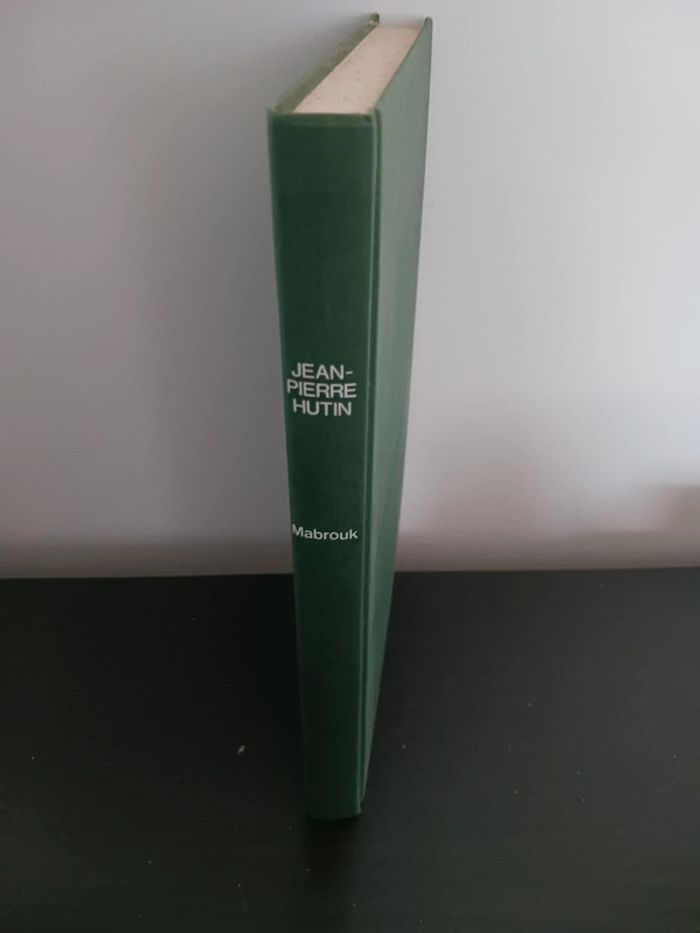 JEAN-
PIERRE
HUTIN
Mabrouk